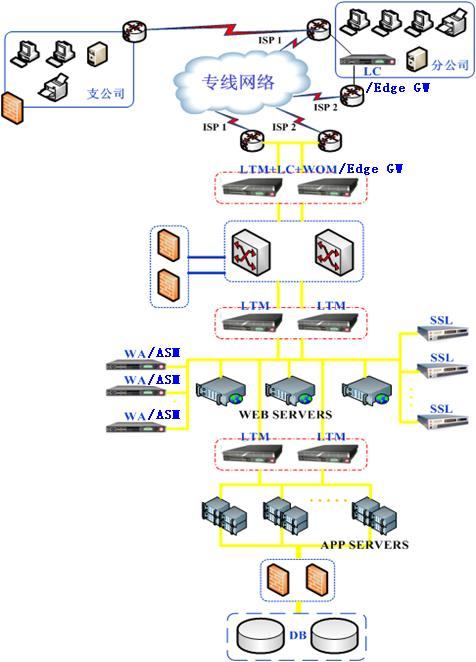 ISP 1
支公司
分公司
LC
/Edge GW
专线网络
ISP 2
ISP 1
ISP 2
LTM+LC+WOM/Edge GW
LTM
LTM
SSL
WA/ASM
SSL
WA/ASM
WA/ASM
SSL
WEB SERVERS
LTM
LTM
APP SERVERS
DB